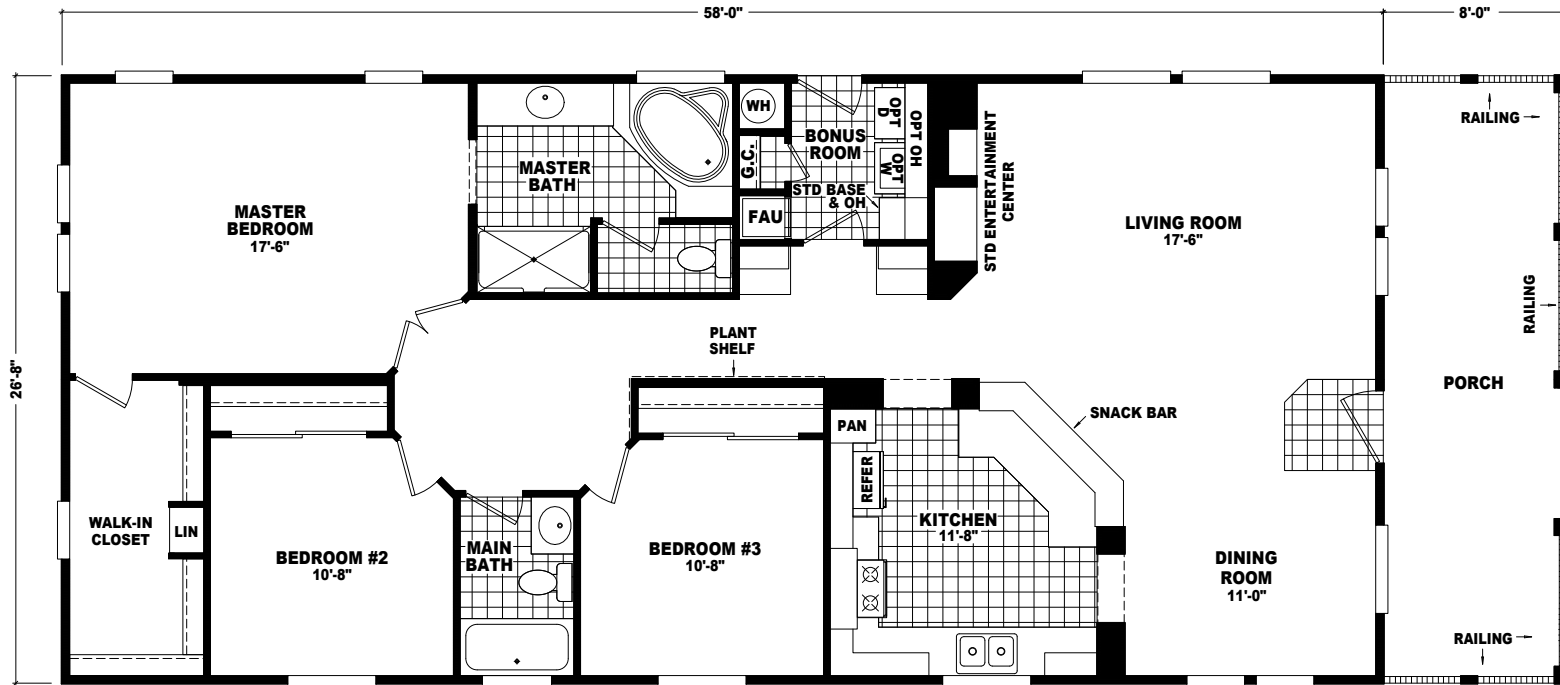 58'-0"
8'-0"
26'-8"
MASTER
BEDROOM
17'-6"
MASTER
BATH
WH
G.C.
FAU
BONUS
ROOM
OPT
D
OPT
W
OPT OH
STD BASE
& OH
STD ENTERTAINMENT
CENTER
LIVING ROOM
17'-6"
RAILING
RAILING
PORCH
PLANT
SHELF
SNACK BAR
PAN
REFER
KITCHEN
11'-8"
WALK-IN
CLOSET
LIN
BEDROOM #2
10'-8"
MAIN
BATH
BEDROOM #3
10'-8"
DINING
ROOM
11'-0"
RAILING